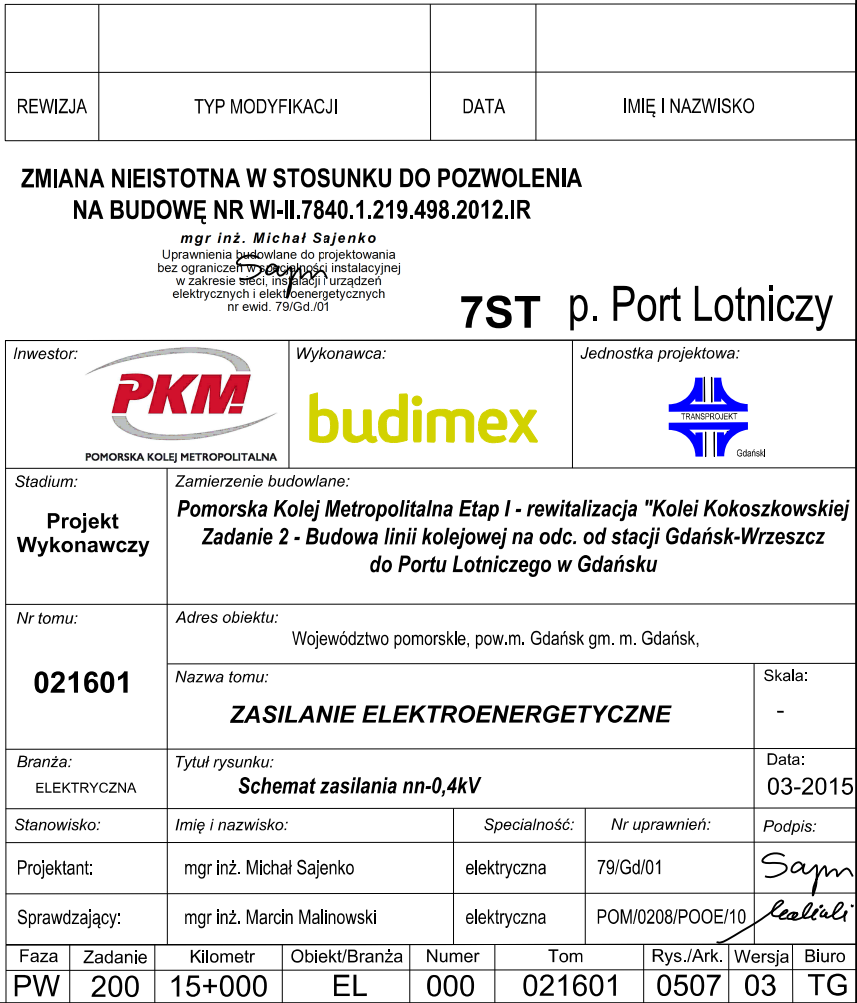 REWIZJA TYP MODYFIKACJI DATA IMIĘ I NAZWISKO
ZMIANA NIEISTOTNA W STOSUNKU DO POZWOLENIA
NA BUDOWĘ NR WI-II.7840.1.219.498.2012.IR
mgr inż. Michał Sajenko
Uprawnienia budowlane do projektowania
bez ograniczeń w specjalności instalacyjnej
w zakresie sieci, instalacji i urządzeń
elektrycznych i elektroenergetycznych
nr ewid. 79/Gd./01
7ST p. Port Lotniczy
Inwestor: Wykonawca: Jednostka projektowa:
PKM
POMORSKA KOLEJ METROPOLITALNA
budimex
TRANSPROJEKT
Gdański
Stadium: Zamierzenie budowlane:
Projekt
Wykonawczy
Pomorska Kolej Metropolitalna Etap I - rewitalizacja "Kolei Kokoszkowskiej
Zadanie 2 - Budowa linii kolejowej na odc. od stacji Gdańsk-Wrzeszcz
do Portu Lotniczego w Gdańsku
Nr tomu: Adres obiektu:
Województwo pomorskie, pow.m. Gdańsk gm. m. Gdańsk,
021601
Nazwa tomu: Skala:
ZASILANIE ELEKTROENERGETYCZNE -
Branża: Tytuł rysunku: Data:
ELEKTRYCZNA Schemat zasilania nn-0,4kV 03-2015
Stanowisko: Imię i nazwisko: Specialność: Nr uprawnień: Podpis:
Projektant: mgr inż. Michał Sajenko elektryczna 79/Gd/01
Sprawdzający: mgr inż. Marcin Malinowski elektryczna POM/0208/POOE/10
Faza Zadanie Kilometr Obiekt/Branża Numer Tom Rys./Ark. Wersja Biuro
PW 200 15+000 EL 000 021601 0507 03 TG